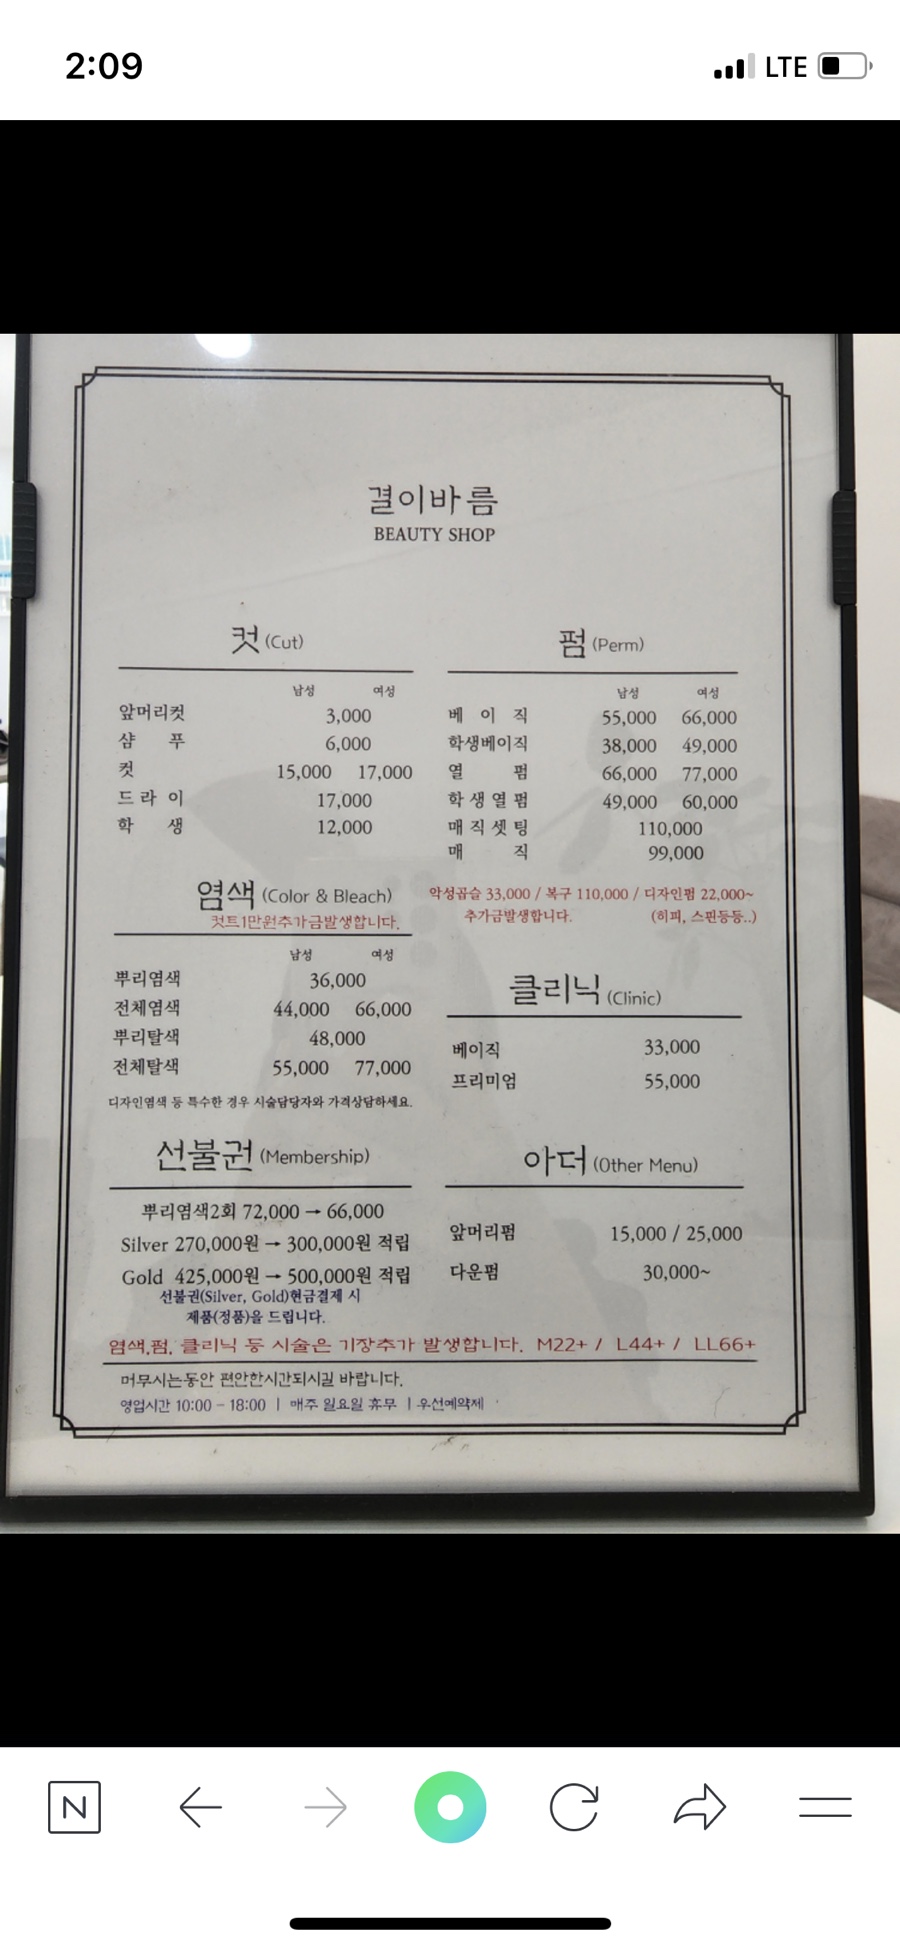 2:09
LTE
결이바름
BEAUTY SHOP
컷 (Cut)
남성 여성
앞머리컷 3,000
샴 푸 6,000
컷 15,000 17,000
드 라 이 17,000
학 생 12,000
펌 (Perm)
남성 여성
베 이 직 55,000 66,000
학생베이직 38,000 49,000
열 펌 66,000 77,000
학 생 열 펌 49,000 60,000
매 직 셋 팅 110,000
매 직 99,000
악성곱슬 33,000 / 복구 110,000 / 디자인펌 22,000~
추가금발생합니다. (히피, 스핀등등..)
염색 (Color & Bleach)
컷트1만원추가금발생합니다.
남성 여성
뿌리염색 36,000
전체염색 44,000 66,000
뿌리탈색 48,000
전체탈색 55,000 77,000
디자인염색 등 특수한 경우 시술담당자와 가격상담하세요.
클리닉 (Clinic)
베이직 33,000
프리미엄 55,000
선불권 (Membership)
뿌리염색2회 72,000 → 66,000
Silver 270,000원 → 300,000원 적립
Gold 425,000원 → 500,000원 적립
선불권(Silver, Gold)현금결제 시
제품(정품)을 드립니다.
아더 (Other Menu)
앞머리펌 15,000 / 25,000
다운펌 30,000~
염색,펌, 클리닉 등 시술은 기장추가 발생합니다. M22+ / L44+ / LL66+
머무시는동안 편안한시간되시길 바랍니다.
영업시간 10:00 - 18:00 | 매주 일요일 휴무 | 우선예약제
N